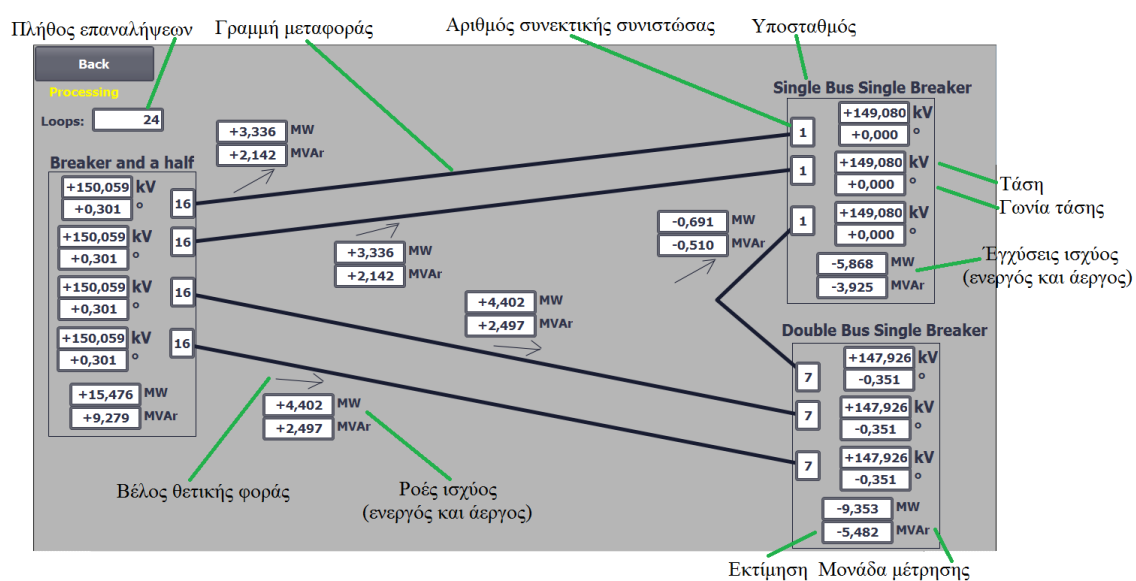 Πλήθος επαναλήψεων
Γραμμή μεταφοράς
Αριθμός συνεκτικής συνιστώσας
Υποσταθμός
Back
Processing
Loops:
24
Breaker and a half
+150,059 kV
+0,301 °
16
+150,059 kV
+0,301 °
16
+150,059 kV
+0,301 °
16
+150,059 kV
+0,301 °
16
+15,476 MW
+9,279 MVAr
+3,336 MW
+2,142 MVAr
+3,336 MW
+2,142 MVAr
+4,402 MW
+2,497 MVAr
+4,402 MW
+2,497 MVAr
-0,691 MW
-0,510 MVAr
Single Bus Single Breaker
1
+149,080 kV
+0,000 °
1
+149,080 kV
+0,000 °
1
+149,080 kV
+0,000 °
-5,868 MW
-3,925 MVAr
Τάση
Γωνία τάσης
Έγχύσεις ισχύος
(ενεργός και άεργος)
Double Bus Single Breaker
7
+147,926 kV
-0,351 °
7
+147,926 kV
-0,351 °
7
+147,926 kV
-0,351 °
-9,353 MW
-5,482 MVAr
Βέλος θετικής φοράς
Ροές ισχύος
(ενεργός και άεργος)
Εκτίμηση
Μονάδα μέτρησης